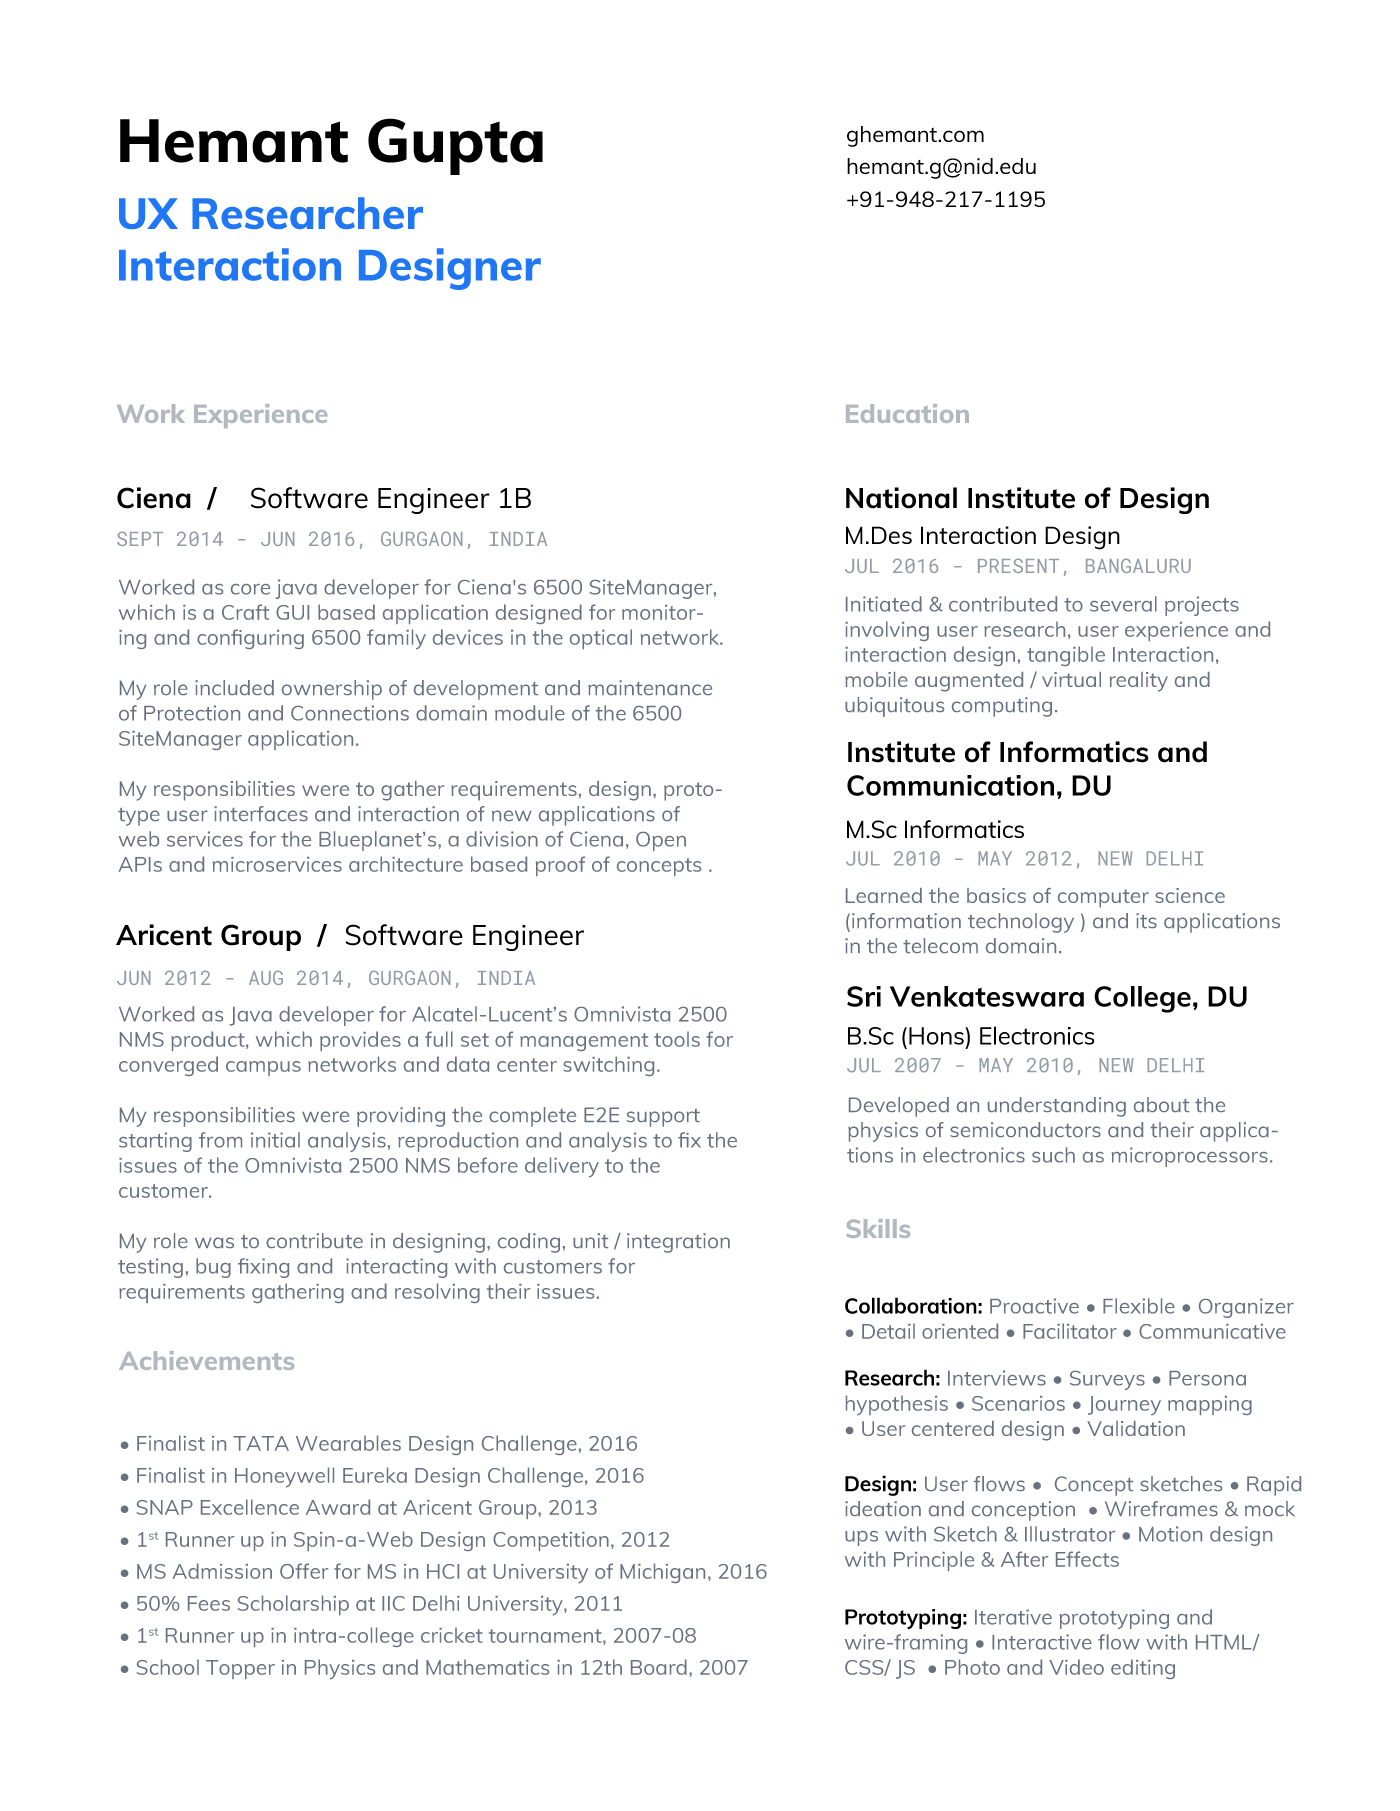 Hemant Gupta
UX Researcher
Interaction Designer
ghemant.com
hemant.g@nid.edu
+91-948-217-1195
Work Experience
Ciena / Software Engineer 1B
SEPT 2014 - JUN 2016, GURGAON, INDIA
Worked as core java developer for Ciena's 6500 SiteManager,
which is a Craft GUI based application designed for monitor-
ing and configuring 6500 family devices in the optical network.
My role included ownership of development and maintenance
of Protection and Connections domain module of the 6500
SiteManager application.
My responsibilities were to gather requirements, design, proto-
type user interfaces and interaction of new applications of
web services for the Blueplanet’s, a division of Ciena, Open
APIs and microservices architecture based proof of concepts .
Aricent Group / Software Engineer
JUN 2012 - AUG 2014, GURGAON, INDIA
Worked as Java developer for Alcatel-Lucent’s Omnivista 2500
NMS product, which provides a full set of management tools for
converged campus networks and data center switching.
My responsibilities were providing the complete E2E support
starting from initial analysis, reproduction and analysis to fix the
issues of the Omnivista 2500 NMS before delivery to the
customer.
My role was to contribute in designing, coding, unit / integration
testing, bug fixing and interacting with customers for
requirements gathering and resolving their issues.
Achievements
• Finalist in TATA Wearables Design Challenge, 2016
• Finalist in Honeywell Eureka Design Challenge, 2016
• SNAP Excellence Award at Aricent Group, 2013
• 1st Runner up in Spin-a-Web Design Competition, 2012
• MS Admission Offer for MS in HCI at University of Michigan, 2016
• 50% Fees Scholarship at IIC Delhi University, 2011
• 1st Runner up in intra-college cricket tournament, 2007-08
• School Topper in Physics and Mathematics in 12th Board, 2007
Education
National Institute of Design
M.Des Interaction Design
JUL 2016 - PRESENT, BANGALURU
Initiated & contributed to several projects
involving user research, user experience and
interaction design, tangible Interaction,
mobile augmented / virtual reality and
ubiquitous computing.
Institute of Informatics and
Communication, DU
M.Sc Informatics
JUL 2010 - MAY 2012, NEW DELHI
Learned the basics of computer science
(information technology ) and its applications
in the telecom domain.
Sri Venkateswara College, DU
B.Sc (Hons) Electronics
JUL 2007 - MAY 2010, NEW DELHI
Developed an understanding about the
physics of semiconductors and their applica-
tions in electronics such as microprocessors.
Skills
Collaboration: Proactive • Flexible • Organizer
• Detail oriented • Facilitator • Communicative
Research: Interviews • Surveys • Persona
hypothesis • Scenarios • Journey mapping
• User centered design • Validation
Design: User flows • Concept sketches • Rapid
ideation and conception • Wireframes & mock
ups with Sketch & Illustrator • Motion design
with Principle & After Effects
Prototyping: Iterative prototyping and
wire-framing • Interactive flow with HTML/
CSS/ JS • Photo and Video editing